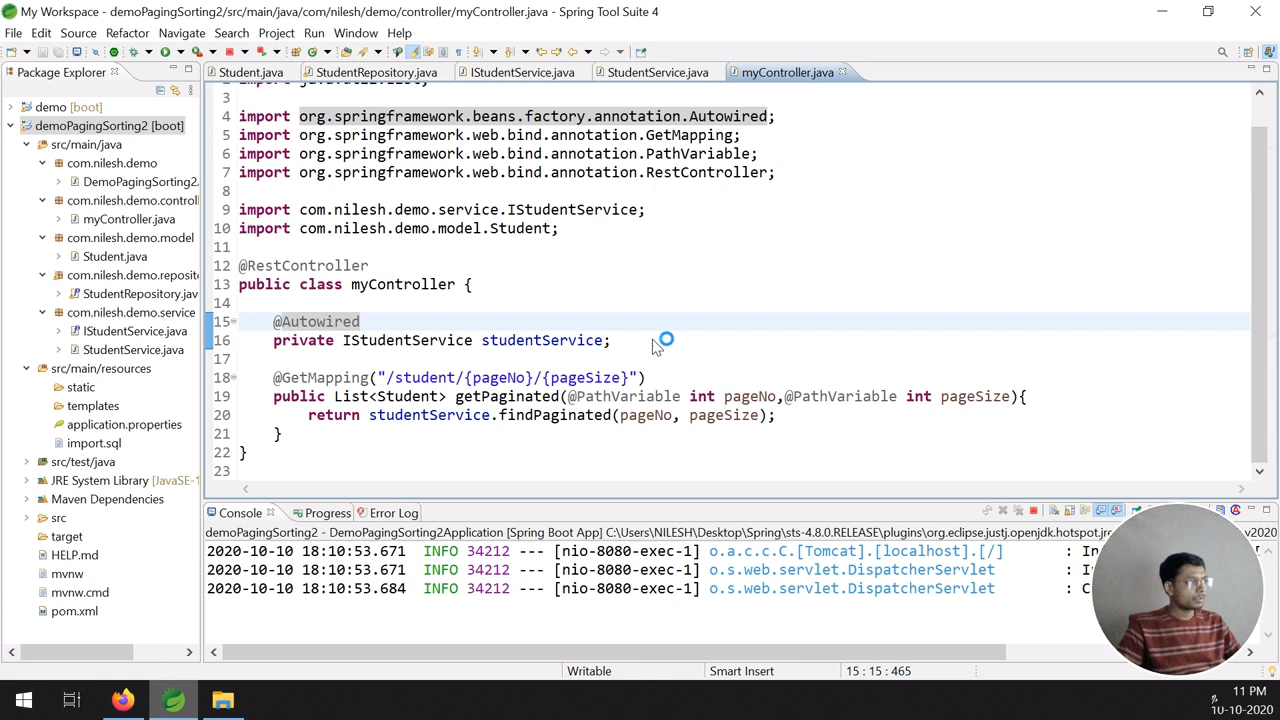 My Workspace - demoPagingSorting2/src/main/java/com/nilesh/demo/controller/myController.java - Spring Tool Suite 4
File Edit Source Refactor Navigate Search Project Run Window Help
Package Explorer
Student.java StudentRepository.java IStudentService.java StudentService.java myController.java
demo [boot]
demoPagingSorting2 [boot]
src/main/java
com.nilesh.demo
DemoPagingSorting2.
com.nilesh.demo.control
myController.java
com.nilesh.demo.model
Student.java
com.nilesh.demo.reposit
StudentRepository.jav
com.nilesh.demo.service
IStudentService.java
StudentService.java
src/main/resources
static
templates
application.properties
import.sql
src/test/java
JRE System Library [JavaSE-1
Maven Dependencies
src
target
HELP.md
mvnw
mvnw.cmd
pom.xml
3
4 import org.springframework.beans.factory.annotation.Autowired;
5 import org.springframework.web.bind.annotation.GetMapping;
6 import org.springframework.web.bind.annotation.PathVariable;
7 import org.springframework.web.bind.annotation.RestController;
8
9 import com.nilesh.demo.service.IStudentService;
10 import com.nilesh.demo.model.Student;
11
12 @RestController
13 public class myController {
14
15 @Autowired
16 private IStudentService studentService;
17
18 @GetMapping("/student/{pageNo}/{pageSize}")
19 public List<Student> getPaginated(@PathVariable int pageNo,@PathVariable int pageSize){
20 return studentService.findPaginated(pageNo, pageSize);
21 }
22 }
23
Console Progress Error Log
demoPagingSorting2 - DemoPagingSorting2Application [Spring Boot App] C:\Users\NILESH\Desktop\Spring\sts-4.8.0.RELEASE\plugins\org.eclipse.justj.openjdk.hotspot.jre
2020-10-10 18:10:53.671 INFO 34212 --- [nio-8080-exec-1] o.a.c.c.C.[Tomcat].[localhost].[/] : In
2020-10-10 18:10:53.671 INFO 34212 --- [nio-8080-exec-1] o.s.web.servlet.DispatcherServlet : I
2020-10-10 18:10:53.684 INFO 34212 --- [nio-8080-exec-1] o.s.web.servlet.DispatcherServlet : C
Writable Smart Insert 15 : 15 : 465
11 PM
10-10-2020